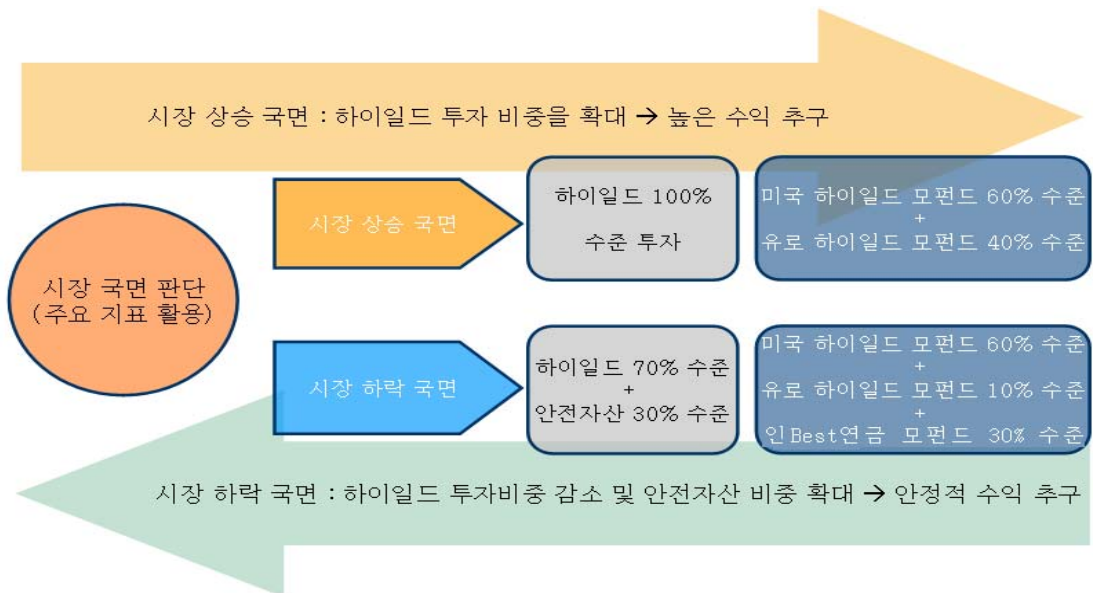 시장 상승 국면 : 하이일드 투자 비중을 확대 → 높은 수익 추구
시장 국면 판단
(주요 지표 활용)
시장 상승 국면
하이일드 100%
수준 투자
미국 하이일드 모펀드 60% 수준
+
유로 하이일드 모펀드 40% 수준
시장 하락 국면
하이일드 70% 수준
+
안전자산 30% 수준
미국 하이일드 모펀드 60% 수준
+
유로 하이일드 모펀드 10% 수준
+
인Best연금 모펀드 30% 수준
시장 하락 국면 : 하이일드 투자비중 감소 및 안전자산 비중 확대 → 안정적 수익 추구